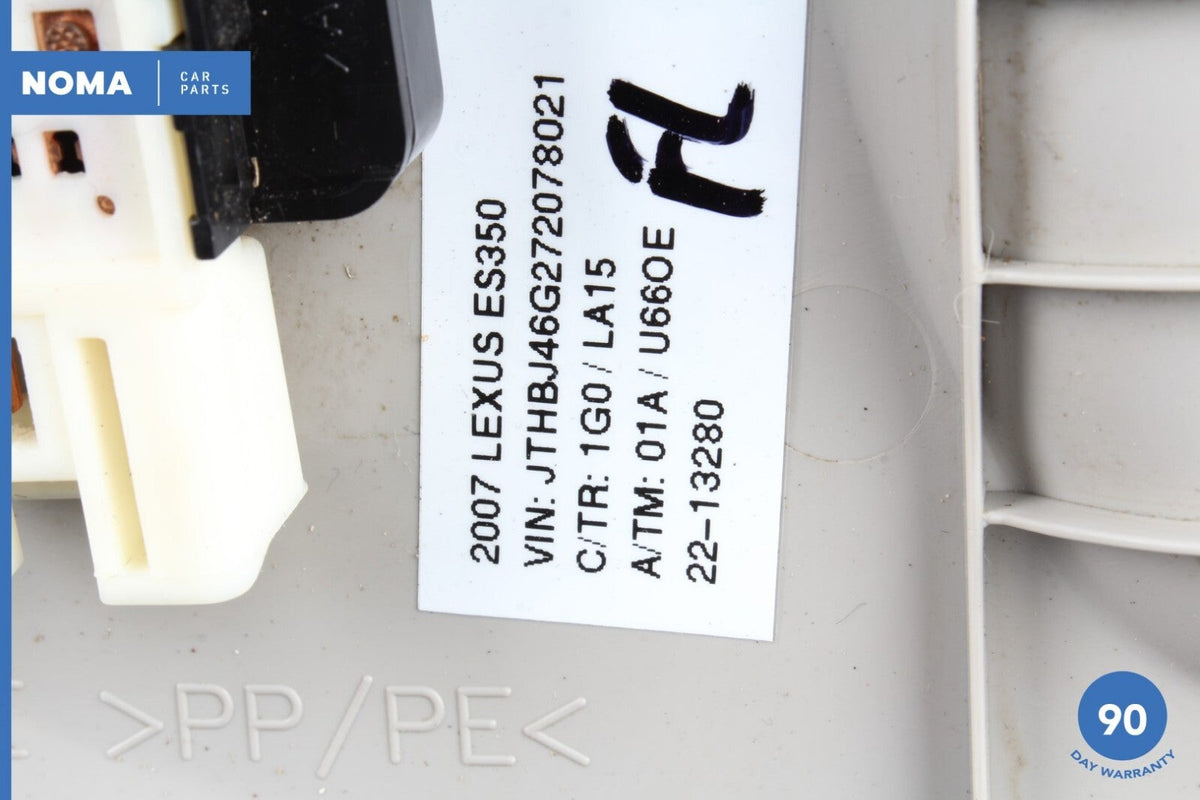 NOMA
CAR
PARTS
2007 LEXUS ES350
VIN: JTHBJ46G272078021
C/TR: 1G0 / LA15
A/TM: 01A / U660E
22-13280
FL
>PP/PE<
90
DAY WARRANTY